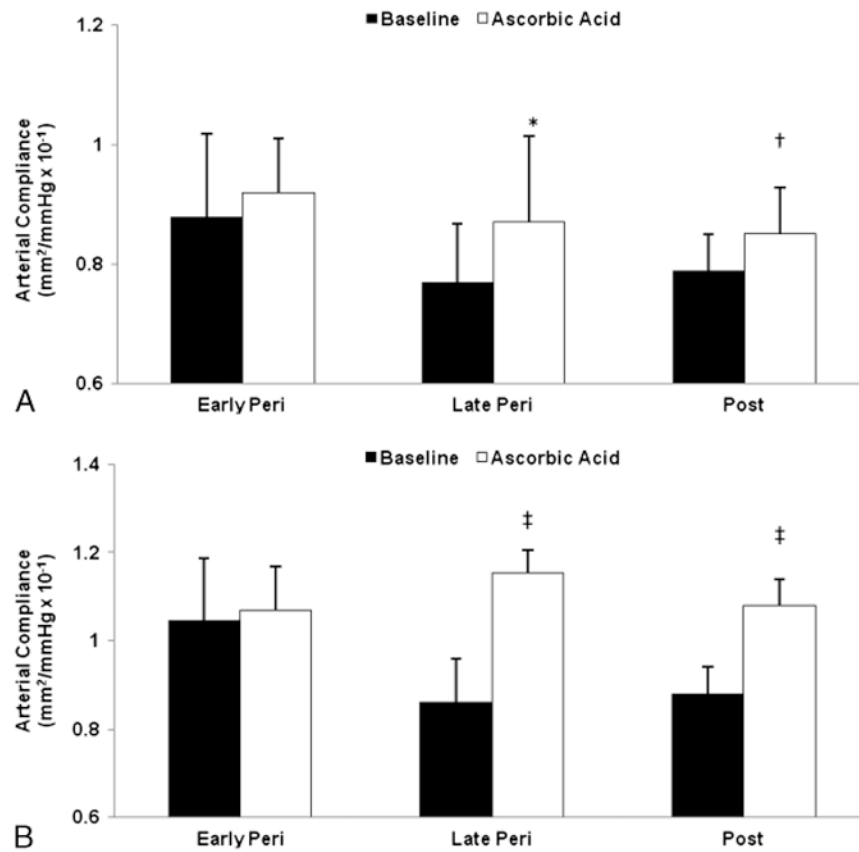 ■Baseline □Ascorbic Acid
1.2
1
0.8
0.6
Arterial Compliance
(mm²/mmHg x 10⁻¹)
*
†
Early Peri Late Peri Post
A
■Baseline □Ascorbic Acid
1.4
1.2
1
0.8
0.6
Arterial Compliance
(mm²/mmHg x 10⁻¹)
‡
‡
Early Peri Late Peri Post
B